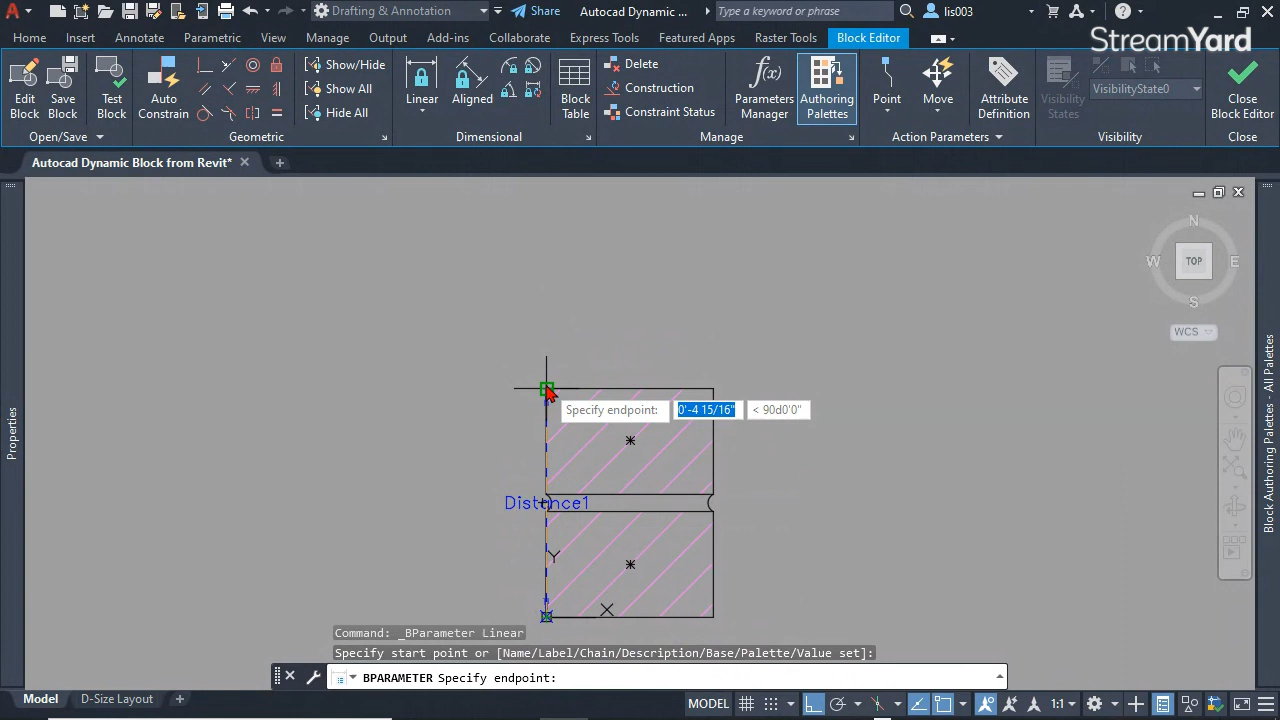 Drafting & Annotation
Share
Autocad Dynamic ...
Type a keyword or phrase
lis003
StreamYard
Home
Insert
Annotate
Parametric
View
Manage
Output
Add-ins
Collaborate
Express Tools
Featured Apps
Raster Tools
Block Editor
Edit
Block
Save
Block
Test
Block
Auto
Constrain
Show/Hide
Show All
Hide All
Linear
Aligned
Block
Table
Delete
Construction
Constraint Status
Parameters
Manager
Authoring
Palettes
Point
Move
Attribute
Definition
Visibility
States
VisibilityState0
Close
Block Editor
Open/Save
Geometric
Dimensional
Manage
Action Parameters
Visibility
Close
Autocad Dynamic Block from Revit*
N
W
TOP
E
S
WCS
Properties
Block Authoring Palettes - All Palettes
Specify endpoint:
0'-4 15/16"
< 90d0'0"
Distance1
Y
X
Command: _BParameter Linear
Specify start point or [Name/Label/Chain/Description/Base/Palette/Value set]:
BPARAMETER Specify endpoint:
Model
D-Size Layout
MODEL
1:1